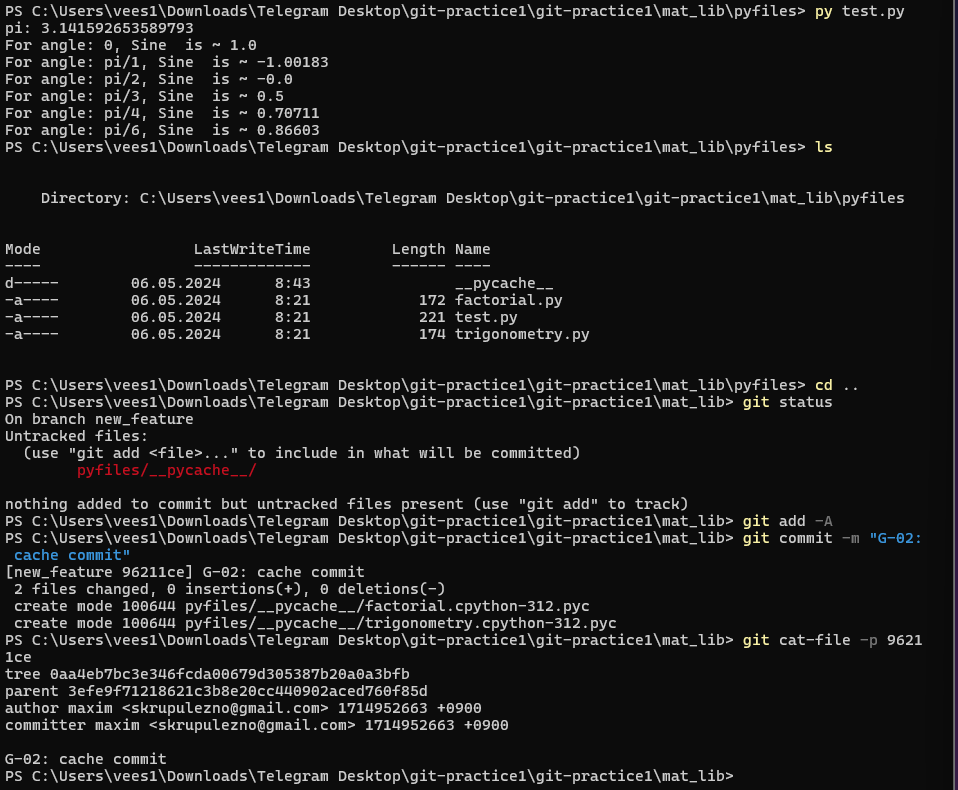 PS C:\Users\vees1\Downloads\Telegram Desktop\git-practice1\git-practice1\mat_lib\pyfiles> py test.py
pi: 3.141592653589793
For angle: 0, Sine  is ~ 1.0
For angle: pi/1, Sine  is ~ -1.00183
For angle: pi/2, Sine  is ~ -0.0
For angle: pi/3, Sine  is ~ 0.5
For angle: pi/4, Sine  is ~ 0.70711
For angle: pi/6, Sine  is ~ 0.86603
PS C:\Users\vees1\Downloads\Telegram Desktop\git-practice1\git-practice1\mat_lib\pyfiles> ls
    Directory: C:\Users\vees1\Downloads\Telegram Desktop\git-practice1\git-practice1\mat_lib\pyfiles
Mode                 LastWriteTime         Length Name
----                 -------------         ------ ----
d-----        06.05.2024      8:43                __pycache__
-a----        06.05.2024      8:21            172 factorial.py
-a----        06.05.2024      8:21            221 test.py
-a----        06.05.2024      8:21            174 trigonometry.py
PS C:\Users\vees1\Downloads\Telegram Desktop\git-practice1\git-practice1\mat_lib\pyfiles> cd ..
PS C:\Users\vees1\Downloads\Telegram Desktop\git-practice1\git-practice1\mat_lib> git status
On branch new_feature
Untracked files:
  (use "git add <file>..." to include in what will be committed)
        pyfiles/__pycache__/
nothing added to commit but untracked files present (use "git add" to track)
PS C:\Users\vees1\Downloads\Telegram Desktop\git-practice1\git-practice1\mat_lib> git add -A
PS C:\Users\vees1\Downloads\Telegram Desktop\git-practice1\git-practice1\mat_lib> git commit -m "G-02:
 cache commit"
[new_feature 96211ce] G-02: cache commit
 2 files changed, 0 insertions(+), 0 deletions(-)
 create mode 100644 pyfiles/__pycache__/factorial.cpython-312.pyc
 create mode 100644 pyfiles/__pycache__/trigonometry.cpython-312.pyc
PS C:\Users\vees1\Downloads\Telegram Desktop\git-practice1\git-practice1\mat_lib> git cat-file -p 9621
1ce
tree 0aa4eb7bc3e346fcda00679d305387b20a0a3bfb
parent 3efe9f71218621c3b8e20cc440902aced760f85d
author maxim <skrupulezno@gmail.com> 1714952663 +0900
committer maxim <skrupulezno@gmail.com> 1714952663 +0900
G-02: cache commit
PS C:\Users\vees1\Downloads\Telegram Desktop\git-practice1\git-practice1\mat_lib>